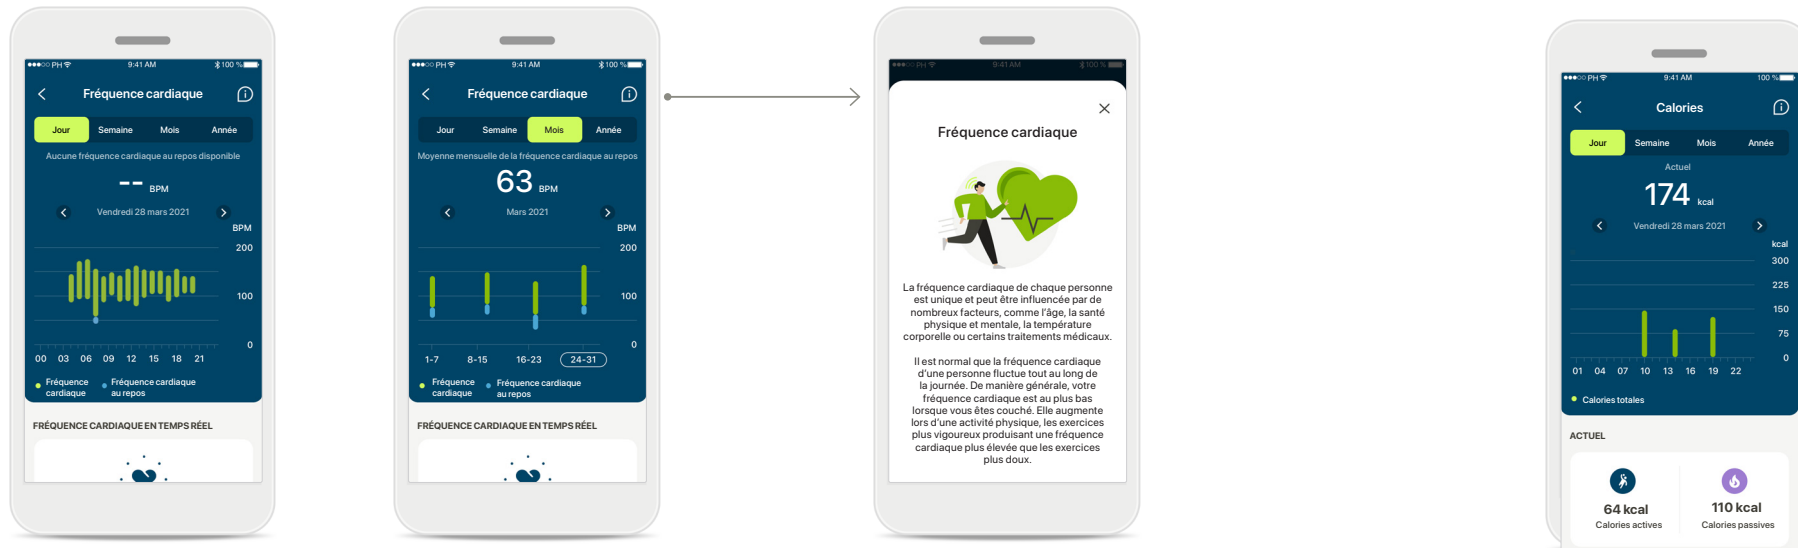 PH 9:41 AM 100 %
Fréquence cardiaque
Jour Semaine Mois Année
Aucune fréquence cardiaque au repos disponible
-- BPM
Vendredi 28 mars 2021
BPM
200
100
0
00 03 06 09 12 15 18 21
Fréquence cardiaque
Fréquence cardiaque au repos
FRÉQUENCE CARDIAQUE EN TEMPS RÉEL
PH 9:41 AM 100 %
Fréquence cardiaque
Jour Semaine Mois Année
Moyenne mensuelle de la fréquence cardiaque au repos
63 BPM
Mars 2021
BPM
200
100
0
1-7 8-15 16-23 24-31
Fréquence cardiaque
Fréquence cardiaque au repos
FRÉQUENCE CARDIAQUE EN TEMPS RÉEL
PH 9:41 AM 100 %
Fréquence cardiaque
La fréquence cardiaque de chaque personne
est unique et peut être influencée par de
nombreux facteurs, comme l'âge, la santé
physique et mentale, la température
corporelle ou certains traitements médicaux.
Il est normal que la fréquence cardiaque
d'une personne fluctue tout au long de
la journée. De manière générale, votre
fréquence cardiaque est au plus bas
lorsque vous êtes couché. Elle augmente
lors d'une activité physique, les exercices
plus vigoureux produisant une fréquence
cardiaque plus élevée que les exercices
plus doux.
PH 9:41 AM 100 %
Calories
Jour Semaine Mois Année
Actuel
174 kcal
Vendredi 28 mars 2021
kcal
300
225
150
75
0
01 04 07 10 13 16 19 22
Calories totales
ACTUEL
64 kcal
Calories actives
110 kcal
Calories passives